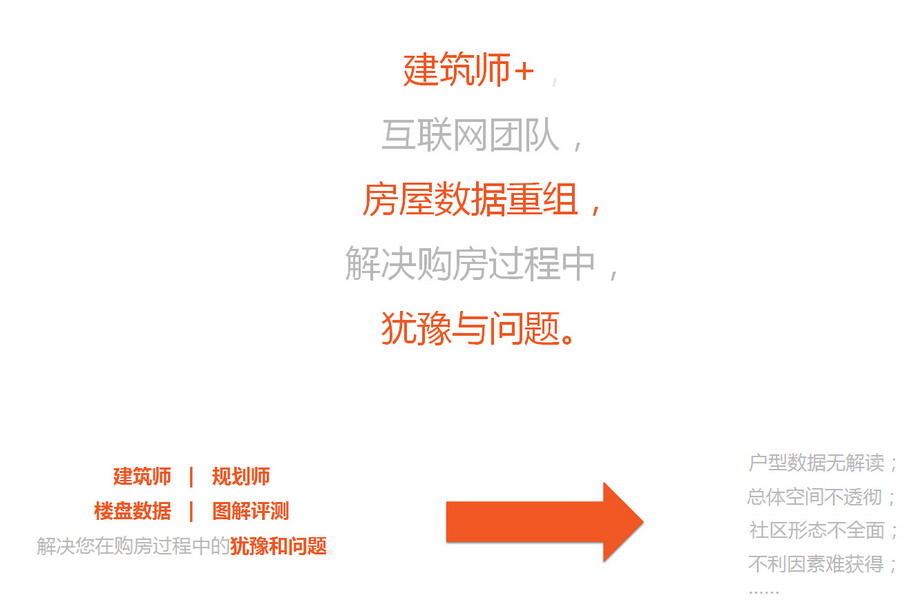 建筑师+，
互联网团队，
房屋数据重组，
解决购房过程中，
犹豫与问题。
建筑师 | 规划师
楼盘数据 | 图解评测
解决您在购房过程中的犹豫和问题。
户型数据无解读；
总体空间不透彻；
社区形态不全面；
不利因素难获得；
......